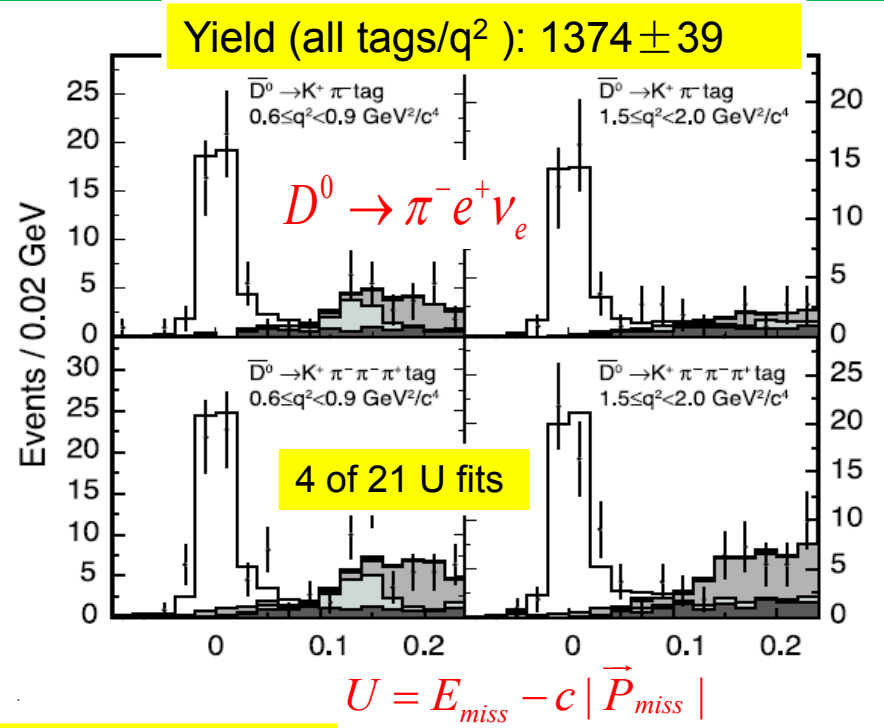 Yield (all tags/q² ): 1374±39
D̅⁰→K⁺ π⁻ tag
0.6≤q²<0.9 GeV²/c⁴
D̅⁰→K⁺ π⁻ tag
1.5≤q²<2.0 GeV²/c⁴
D⁰ → π⁻ e⁺ νₑ
25
20
15
10
5
0
20
15
10
5
0
Events / 0.02 GeV
D̅⁰→K⁺ π⁻π⁻π⁺ tag
0.6≤q²<0.9 GeV²/c⁴
D̅⁰→K⁺ π⁻π⁻π⁺ tag
1.5≤q²<2.0 GeV²/c⁴
4 of 21 U fits
30
25
20
15
10
5
0
25
20
15
10
5
0
0 0.1 0.2 0 0.1 0.2
U = E_miss − c | P⃗_miss |